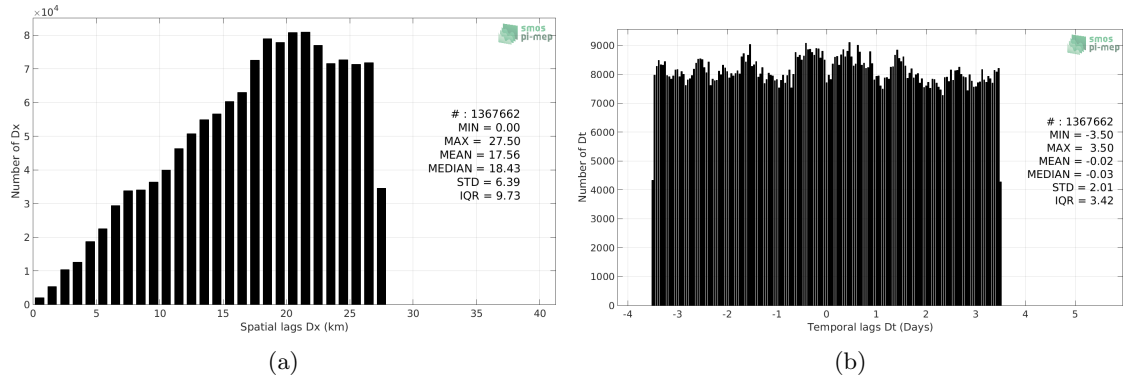 ×10⁴
8
7
6
5
4
3
2
1
0
Number of Dx
0 5 10 15 20 25 30 35 40
Spatial lags Dx (km)
smos
pi-mep
# : 1367662
MIN = 0.00
MAX = 27.50
MEAN = 17.56
MEDIAN = 18.43
STD = 6.39
IQR = 9.73
(a)
9000
8000
7000
6000
5000
4000
3000
2000
1000
0
Number of Dt
-4 -3 -2 -1 0 1 2 3 4 5
Temporal lags Dt (Days)
smos
pi-mep
# : 1367662
MIN = -3.50
MAX = 3.50
MEAN = -0.02
MEDIAN = -0.03
STD = 2.01
IQR = 3.42
(b)